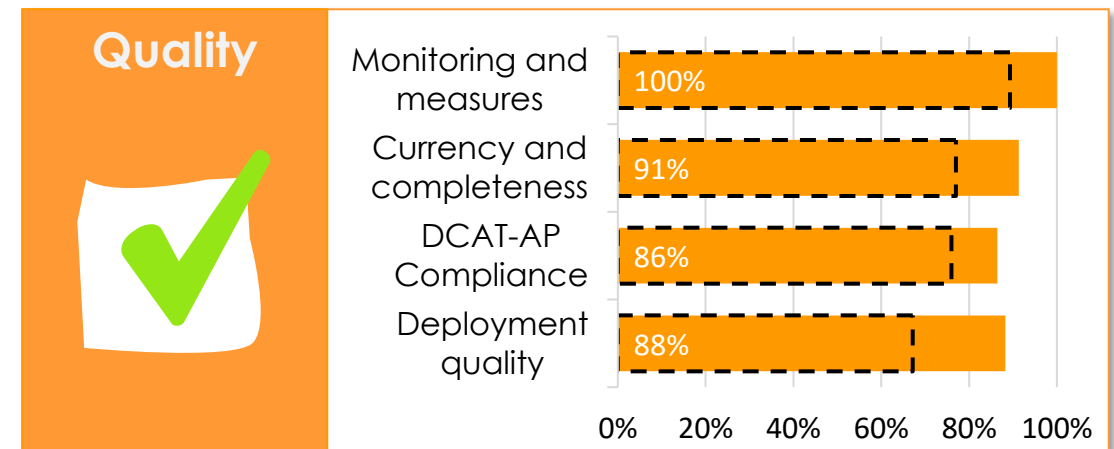 Quality
Monitoring and
measures
100%
Currency and
completeness
91%
DCAT-AP
Compliance
86%
Deployment
quality
88%
0% 20% 40% 60% 80% 100%